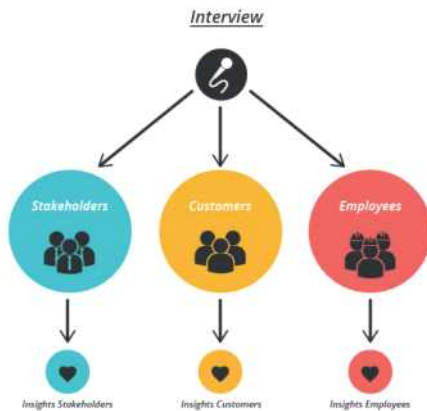 Interview
Stakeholders
Customers
Employees
Insights Stakeholders
Insights Customers
Insights Employees